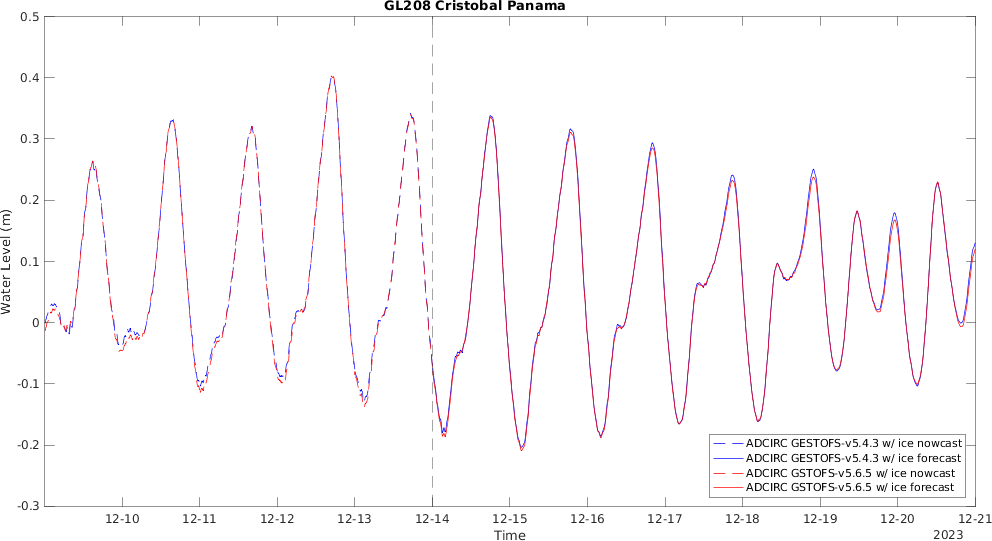 GL208 Cristobal Panama
0.5
0.4
0.3
0.2
0.1
0
-0.1
-0.2
-0.3
Water Level (m)
ADCIRC GESTOFS-v5.4.3 w/ ice nowcast
ADCIRC GESTOFS-v5.4.3 w/ ice forecast
ADCIRC GSTOFS-v5.6.5 w/ ice nowcast
ADCIRC GSTOFS-v5.6.5 w/ ice forecast
12-10 12-11 12-12 12-13 12-14 12-15 12-16 12-17 12-18 12-19 12-20 12-21
Time
2023